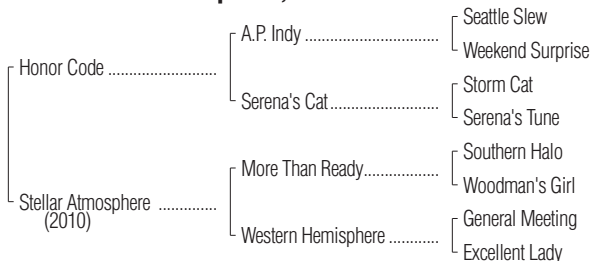 Seattle Slew
A.P. Indy ..............................
Weekend Surprise
Honor Code ........................
Storm Cat
Serena's Cat........................
Serena's Tune
Southern Halo
More Than Ready.................
Woodman's Girl
Stellar Atmosphere .............
(2010)
General Meeting
Western Hemisphere ...........
Excellent Lady